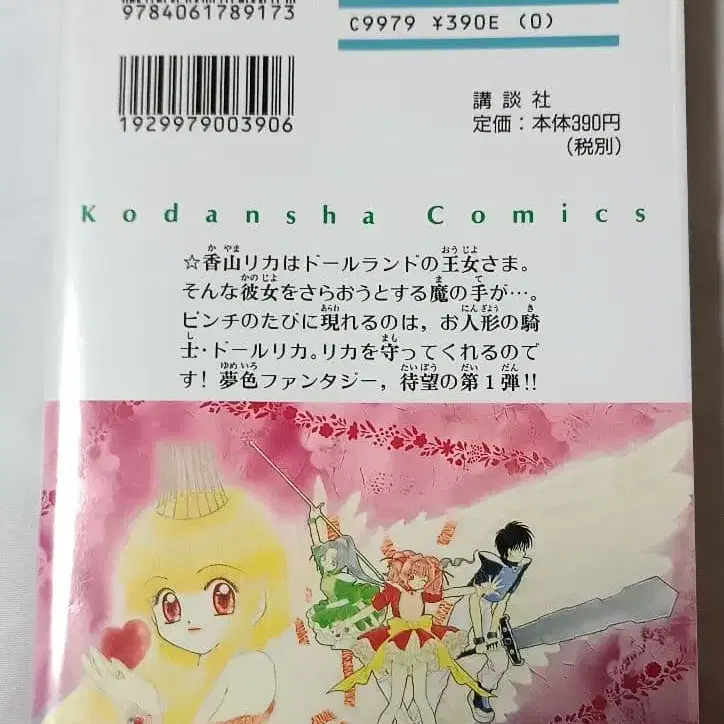 9784061789173
C9979 ¥390E (0)
1929979003906
講談社
定価：本体390円
(税別)
Kodansha Comics
☆香山リカはドールランドの王女さま。
そんな彼女をさらおうとする魔の手が…。
ピンチのたびに現れるのは，お人形の騎
士・ドールリカ。リカを守ってくれるので
す! 夢色ファンタジー，待望の第1弾!!